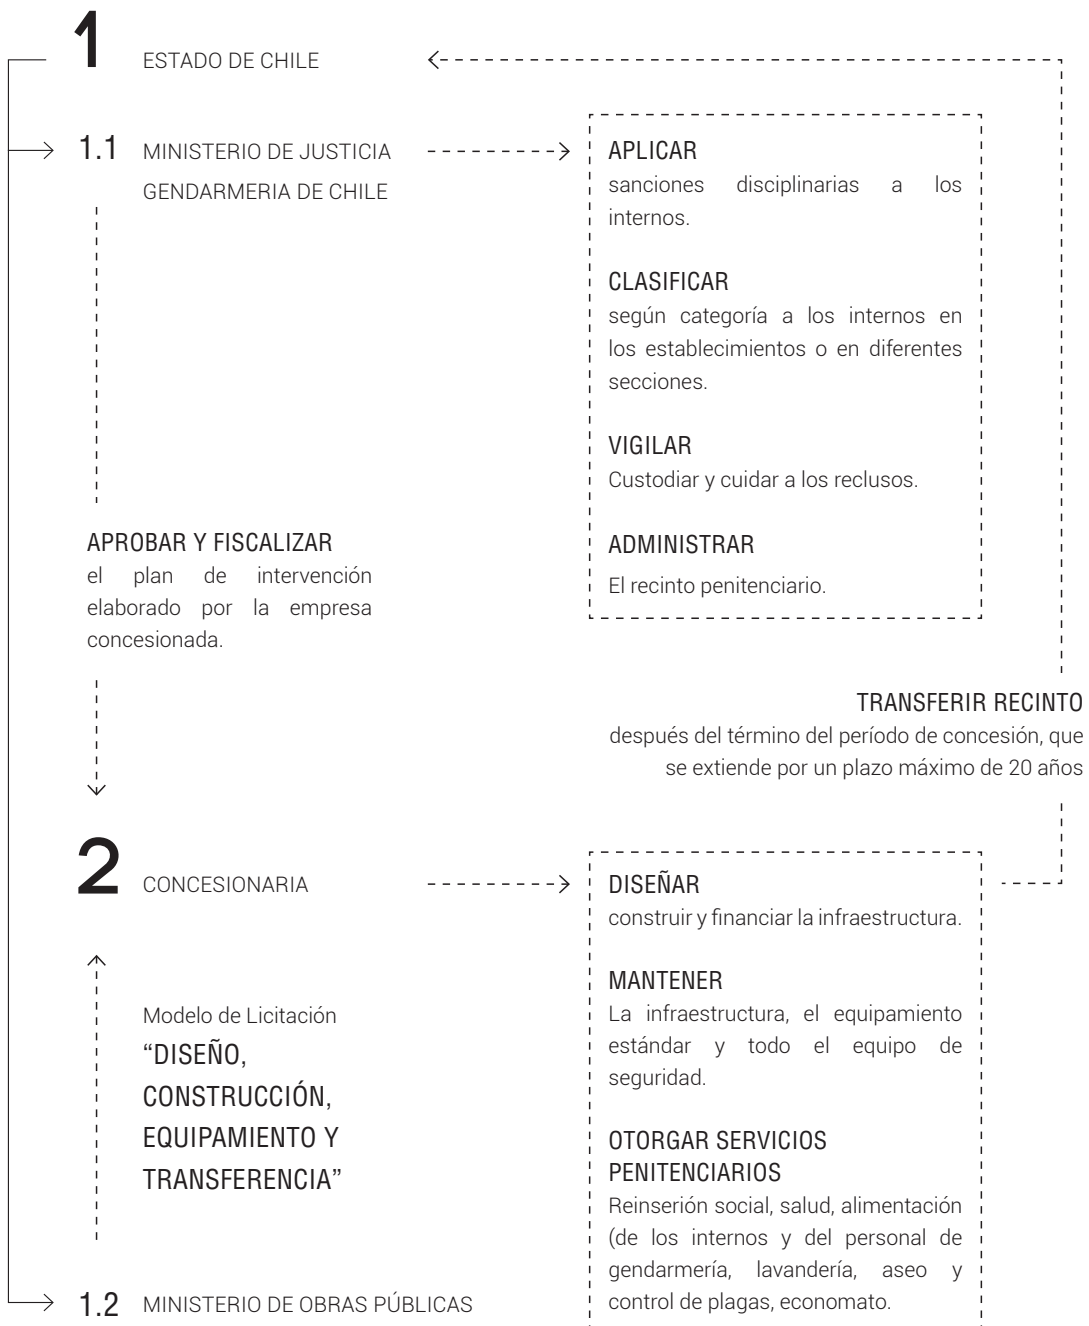 1 ESTADO DE CHILE
1.1 MINISTERIO DE JUSTICIA
GENDARMERIA DE CHILE
APLICAR
sanciones disciplinarias a los
internos.
CLASIFICAR
según categoría a los internos en
los establecimientos o en diferentes
secciones.
VIGILAR
Custodiar y cuidar a los reclusos.
ADMINISTRAR
El recinto penitenciario.
APROBAR Y FISCALIZAR
el plan de intervención
elaborado por la empresa
concesionada.
TRANSFERIR RECINTO
después del término del período de concesión, que
se extiende por un plazo máximo de 20 años
2 CONCESIONARIA
DISEÑAR
construir y financiar la infraestructura.
MANTENER
La infraestructura, el equipamiento
estándar y todo el equipo de
seguridad.
OTORGAR SERVICIOS
PENITENCIARIOS
Reinserión social, salud, alimentación
(de los internos y del personal de
gendarmería, lavandería, aseo y
control de plagas, economato.
Modelo de Licitación
“DISEÑO,
CONSTRUCCIÓN,
EQUIPAMIENTO Y
TRANSFERENCIA”
1.2 MINISTERIO DE OBRAS PÚBLICAS